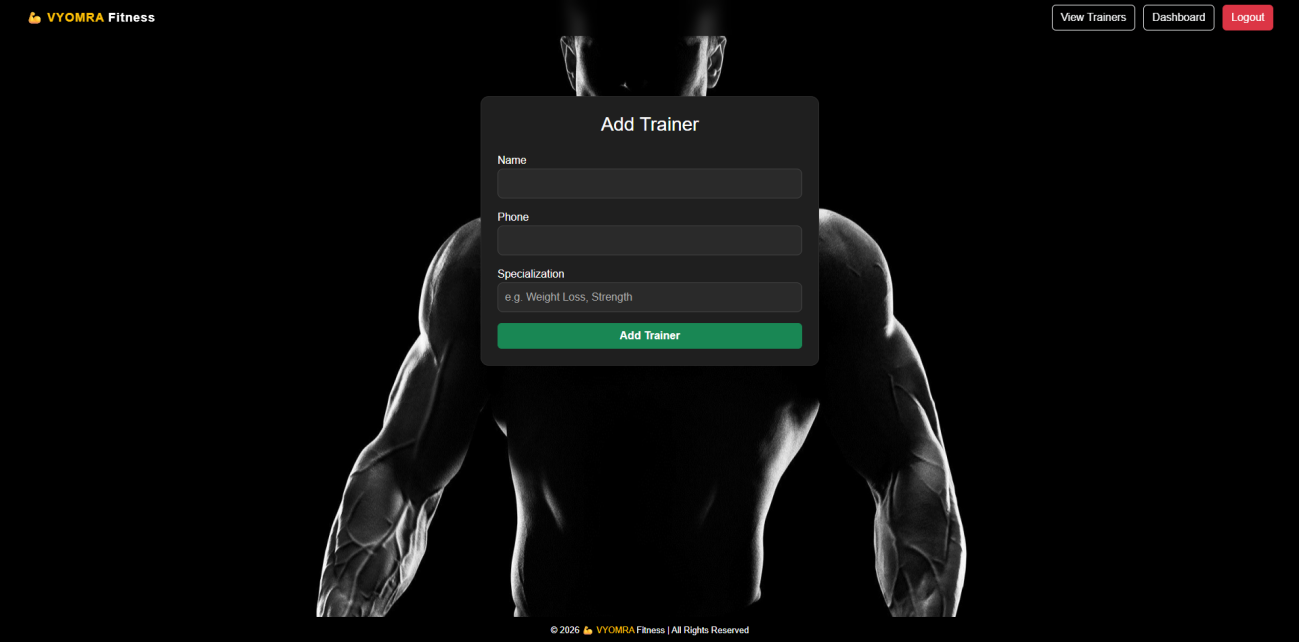 💪 VYOMRA Fitness
View Trainers Dashboard Logout
Add Trainer
Name
Phone
Specialization
e.g. Weight Loss, Strength
Add Trainer
© 2026 💪 VYOMRA Fitness | All Rights Reserved